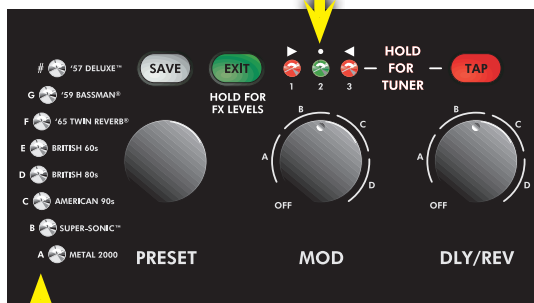 # '57 DELUXE™
G '59 BASSMAN®
F '65 TWIN REVERB®
E BRITISH 60s
D BRITISH 80s
C AMERICAN 90s
B SUPER-SONIC™
A METAL 2000
SAVE
EXIT
HOLD FOR
FX LEVELS
1 2 3
HOLD
FOR
TUNER
TAP
PRESET
A
B
C
D
OFF
MOD
A
B
C
D
OFF
DLY/REV